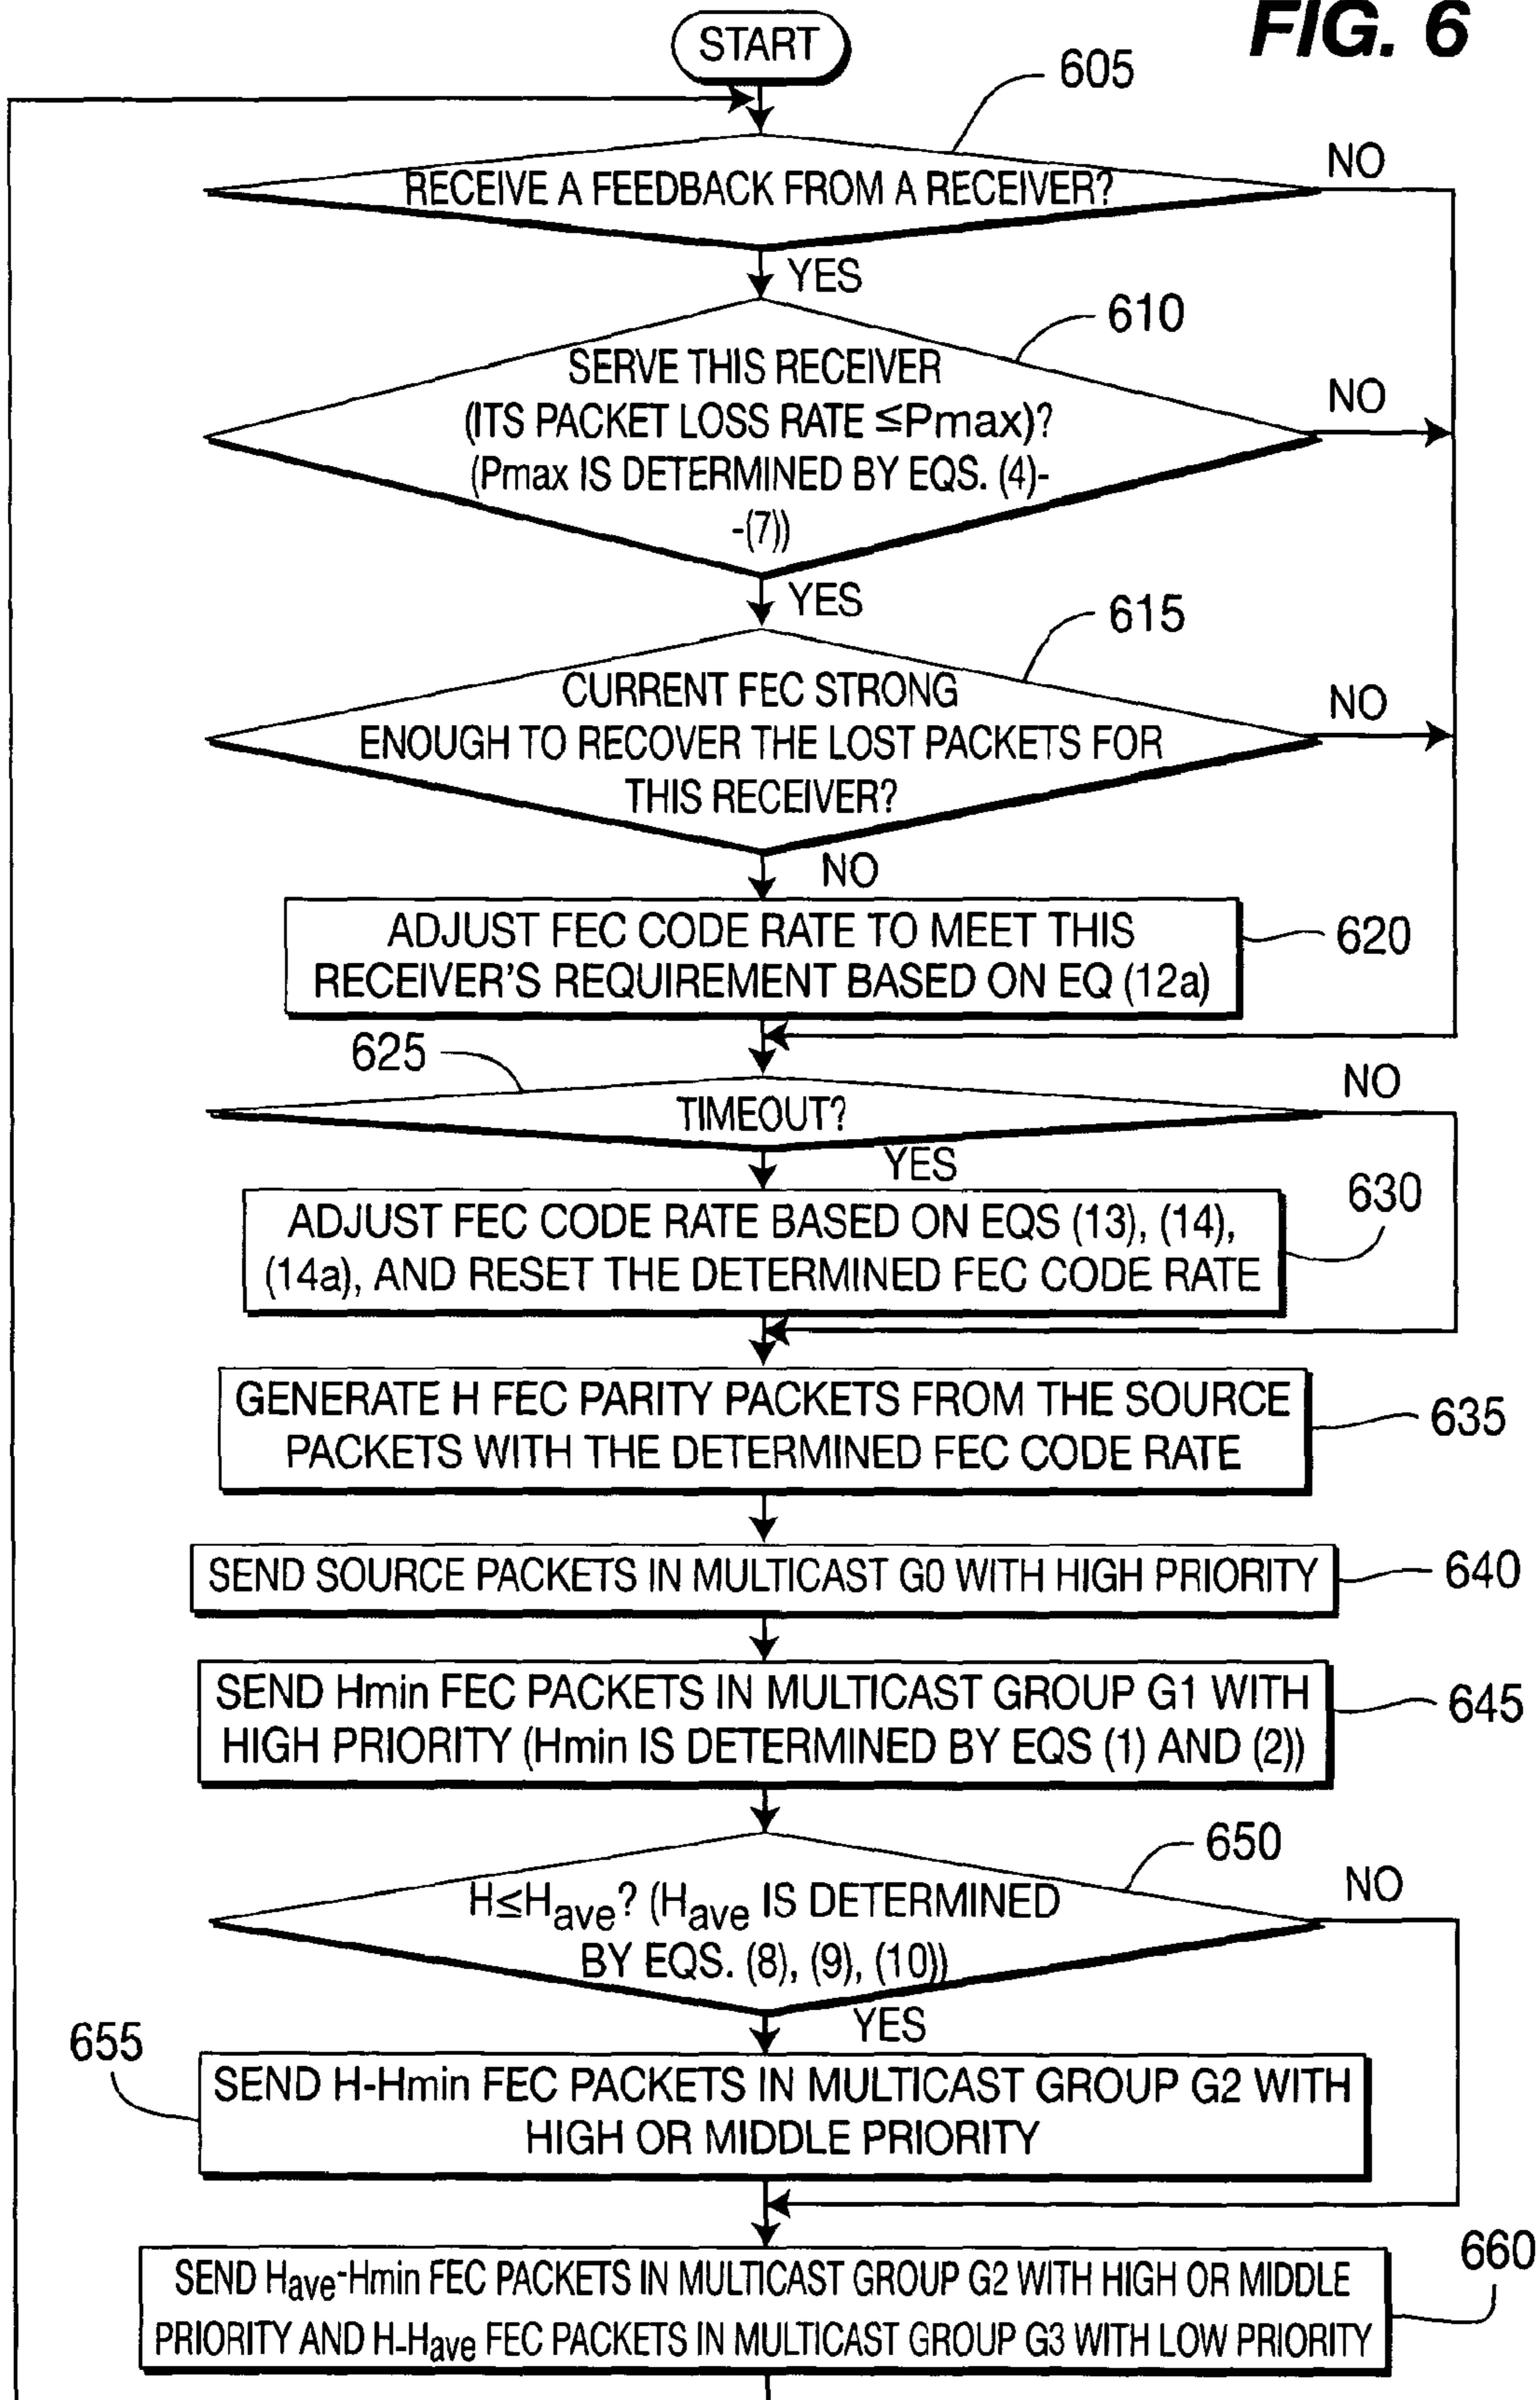 FIG. 6
START
605
RECEIVE A FEEDBACK FROM A RECEIVER?
NO
YES
610
SERVE THIS RECEIVER
(ITS PACKET LOSS RATE ≤Pmax)?
(Pmax IS DETERMINED BY EQS. (4)-
-(7))
NO
YES
615
CURRENT FEC STRONG
ENOUGH TO RECOVER THE LOST PACKETS FOR
THIS RECEIVER?
NO
NO
ADJUST FEC CODE RATE TO MEET THIS
RECEIVER'S REQUIREMENT BASED ON EQ (12a)
620
625
TIMEOUT?
NO
YES
630
ADJUST FEC CODE RATE BASED ON EQS (13), (14),
(14a), AND RESET THE DETERMINED FEC CODE RATE
GENERATE H FEC PARITY PACKETS FROM THE SOURCE
PACKETS WITH THE DETERMINED FEC CODE RATE
635
SEND SOURCE PACKETS IN MULTICAST G0 WITH HIGH PRIORITY
640
SEND Hmin FEC PACKETS IN MULTICAST GROUP G1 WITH
HIGH PRIORITY (Hmin IS DETERMINED BY EQS (1) AND (2))
645
650
H≤Have? (Have IS DETERMINED
BY EQS. (8), (9), (10))
NO
YES
655
SEND H-Hmin FEC PACKETS IN MULTICAST GROUP G2 WITH
HIGH OR MIDDLE PRIORITY
660
SEND Have-Hmin FEC PACKETS IN MULTICAST GROUP G2 WITH HIGH OR MIDDLE
PRIORITY AND H-Have FEC PACKETS IN MULTICAST GROUP G3 WITH LOW PRIORITY